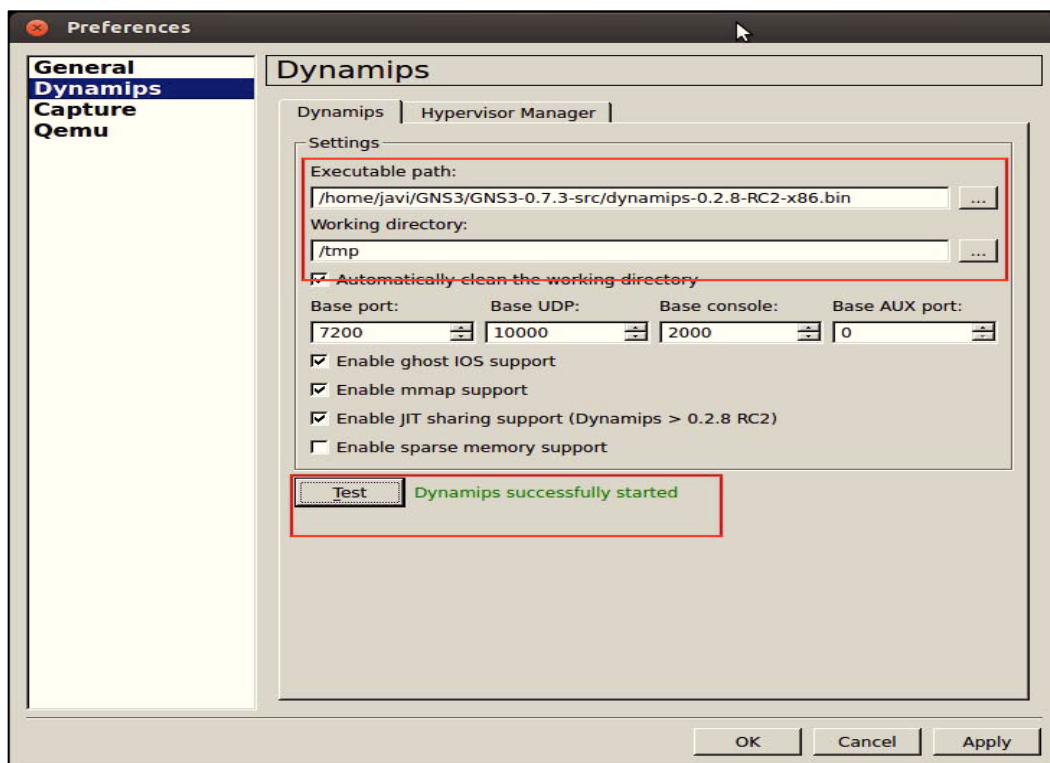 Preferences
General
Dynamips
Capture
Qemu
Dynamips
Dynamips
Hypervisor Manager
Settings
Executable path:
/home/javi/GNS3/GNS3-0.7.3-src/dynamips-0.2.8-RC2-x86.bin
...
Working directory:
/tmp
...
Automatically clean the working directory
Base port: Base UDP: Base console: Base AUX port:
7200 10000 2000 0
Enable ghost IOS support
Enable mmap support
Enable JIT sharing support (Dynamips > 0.2.8 RC2)
Enable sparse memory support
Test Dynamips successfully started
OK Cancel Apply